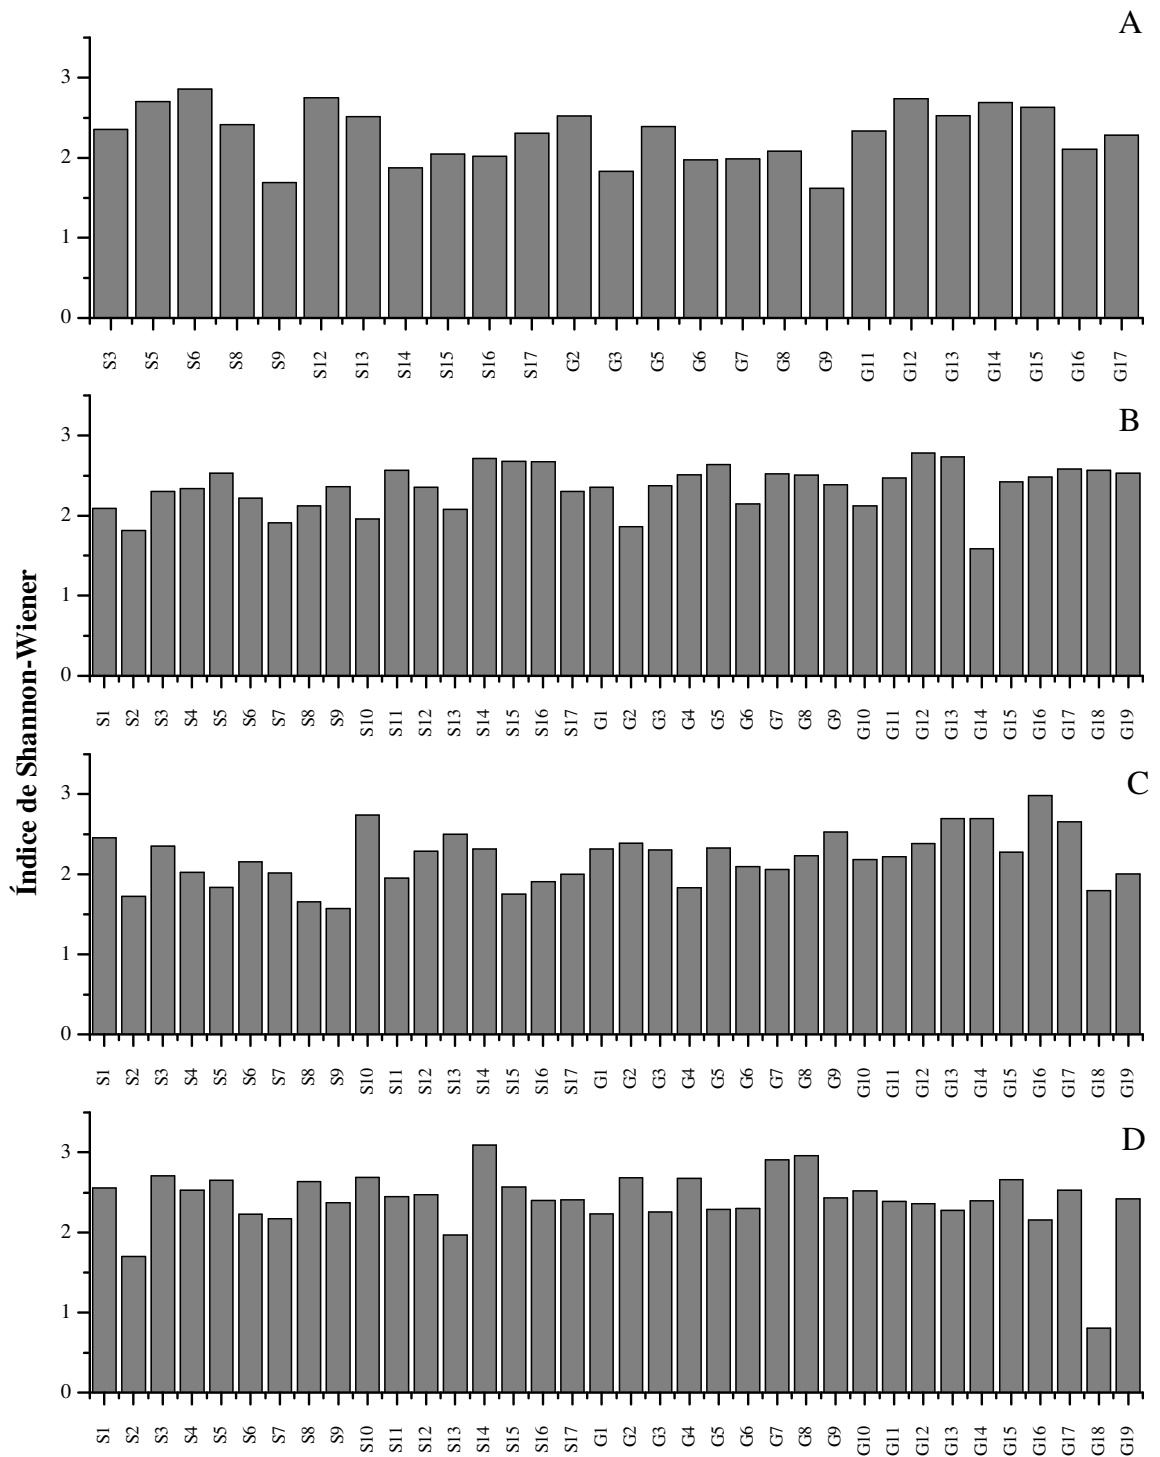 Índice de Shannon-Wiener
A
3
2
1
0
S3 S5 S6 S8 S9 S12 S13 S14 S15 S16 S17 G2 G3 G5 G6 G7 G8 G9 G11 G12 G13 G14 G15 G16 G17
B
3
2
1
0
S1 S2 S3 S4 S5 S6 S7 S8 S9 S10 S11 S12 S13 S14 S15 S16 S17 G1 G2 G3 G4 G5 G6 G7 G8 G9 G10 G11 G12 G13 G14 G15 G16 G17 G18 G19
C
3
2
1
0
S1 S2 S3 S4 S5 S6 S7 S8 S9 S10 S11 S12 S13 S14 S15 S16 S17 G1 G2 G3 G4 G5 G6 G7 G8 G9 G10 G11 G12 G13 G14 G15 G16 G17 G18 G19
D
3
2
1
0
S1 S2 S3 S4 S5 S6 S7 S8 S9 S10 S11 S12 S13 S14 S15 S16 S17 G1 G2 G3 G4 G5 G6 G7 G8 G9 G10 G11 G12 G13 G14 G15 G16 G17 G18 G19